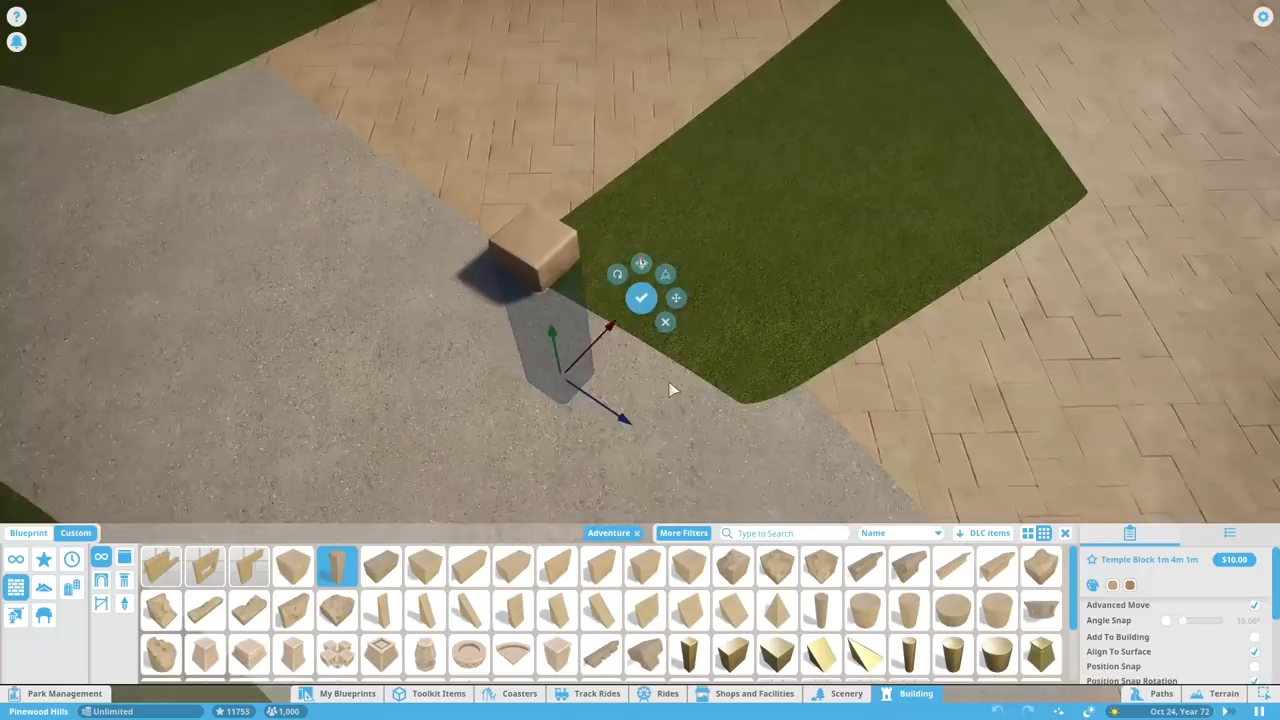 Blueprint Custom Adventure × More Filters Type to Search Name DLC items
Temple Block 1m 4m 1m $10.00
Advanced Move
Angle Snap 15.00°
Add To Building
Align To Surface
Position Snap
Position Snap Rotation
Park Management My Blueprints Toolkit Items Coasters Track Rides Rides Shops and Facilities Scenery Building Paths Terrain
Pinewood Hills Unlimited 11753 1,000 Oct 24, Year 72